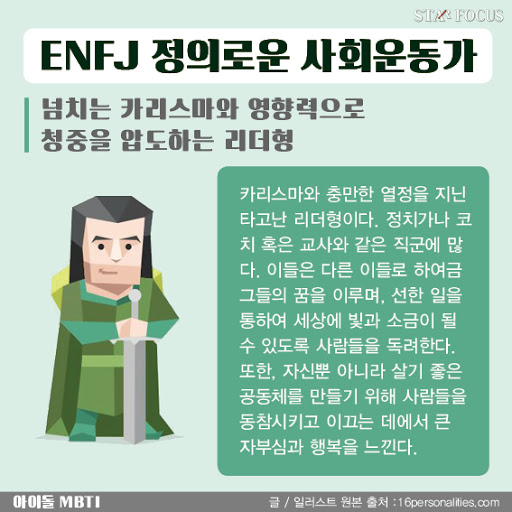 STAR FOCUS
ENFJ 정의로운 사회운동가
넘치는 카리스마와 영향력으로
청중을 압도하는 리더형
카리스마와 충만한 열정을 지닌
타고난 리더형이다. 정치가나 코
치 혹은 교사와 같은 직군에 많
다. 이들은 다른 이들로 하여금
그들의 꿈을 이루며, 선한 일을
통하여 세상에 빛과 소금이 될
수 있도록 사람들을 독려한다.
또한, 자신뿐 아니라 살기 좋은
공동체를 만들기 위해 사람들을
동참시키고 이끄는 데에서 큰
자부심과 행복을 느낀다.
아이돌 MBTI
글 / 일러스트 원본 출처 : 16personalities.com